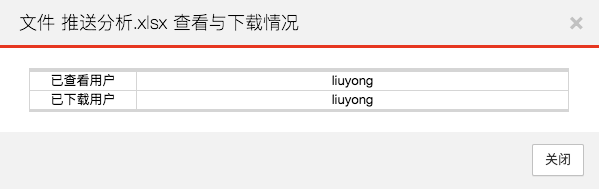 文件 推送分析.xlsx 查看与下载情况
已查看用户 liuyong
已下载用户 liuyong
关闭